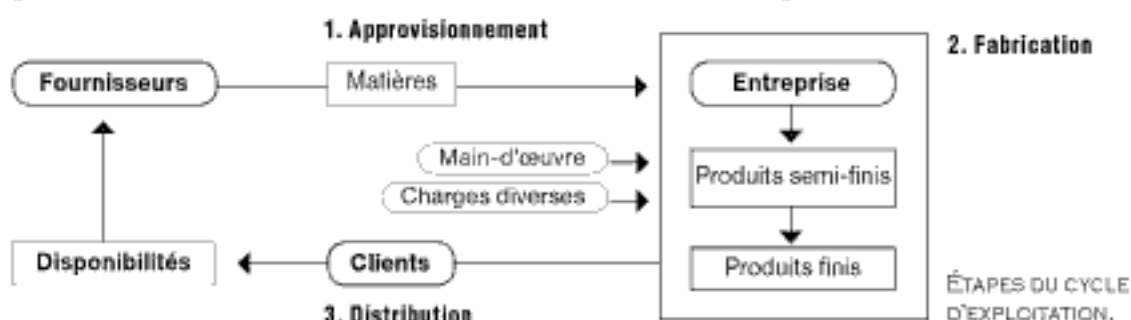 1. Approvisionnement
2. Fabrication
Fournisseurs
Matières
Entreprise
Main-d'œuvre
Produits semi-finis
Charges diverses
Disponibilités
Clients
Produits finis
3. Distribution
ÉTAPES DU CYCLE
D'EXPLOITATION.